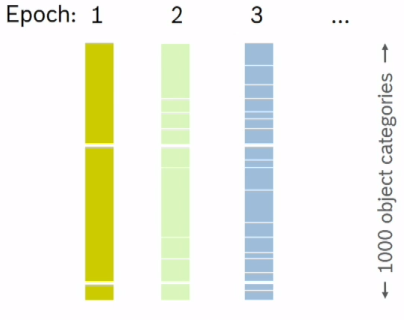 Epoch: 1 2 3 ...
← 1000 object categories →